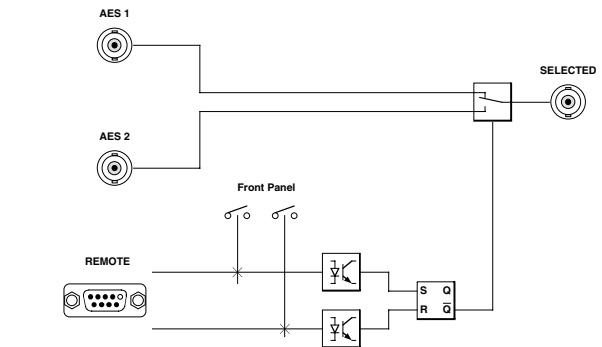 AES 1
SELECTED
AES 2
Front Panel
REMOTE
S Q
R Q̅